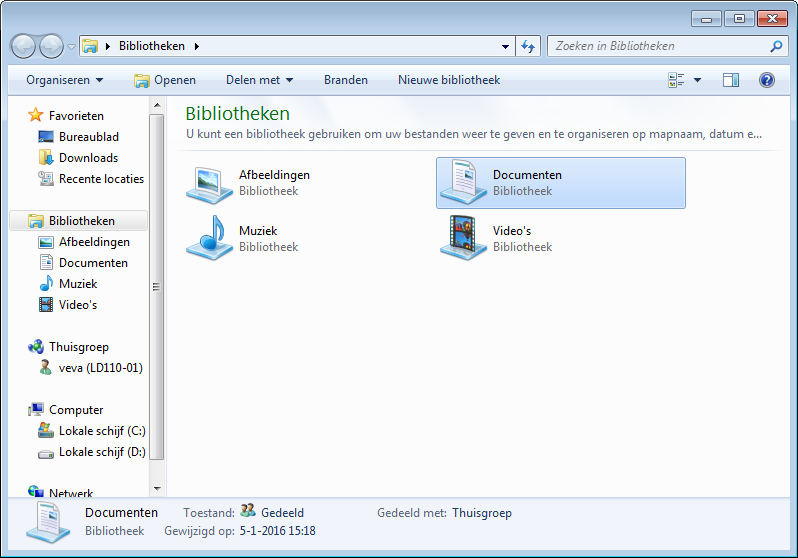 Bibliotheken
Zoeken in Bibliotheken
Organiseren
Openen
Delen met
Branden
Nieuwe bibliotheek
Favorieten
Bureaublad
Downloads
Recente locaties
Bibliotheken
Afbeeldingen
Documenten
Muziek
Video's
Thuisgroep
veva (LD110-01)
Computer
Lokale schijf (C:)
Lokale schijf (D:)
Netwerk
Bibliotheken
U kunt een bibliotheek gebruiken om uw bestanden weer te geven en te organiseren op mapnaam, datum e...
Afbeeldingen
Bibliotheek
Documenten
Bibliotheek
Muziek
Bibliotheek
Video's
Bibliotheek
Documenten Toestand: Gedeeld Gedeeld met: Thuisgroep
Bibliotheek Gewijzigd op: 5-1-2016 15:18